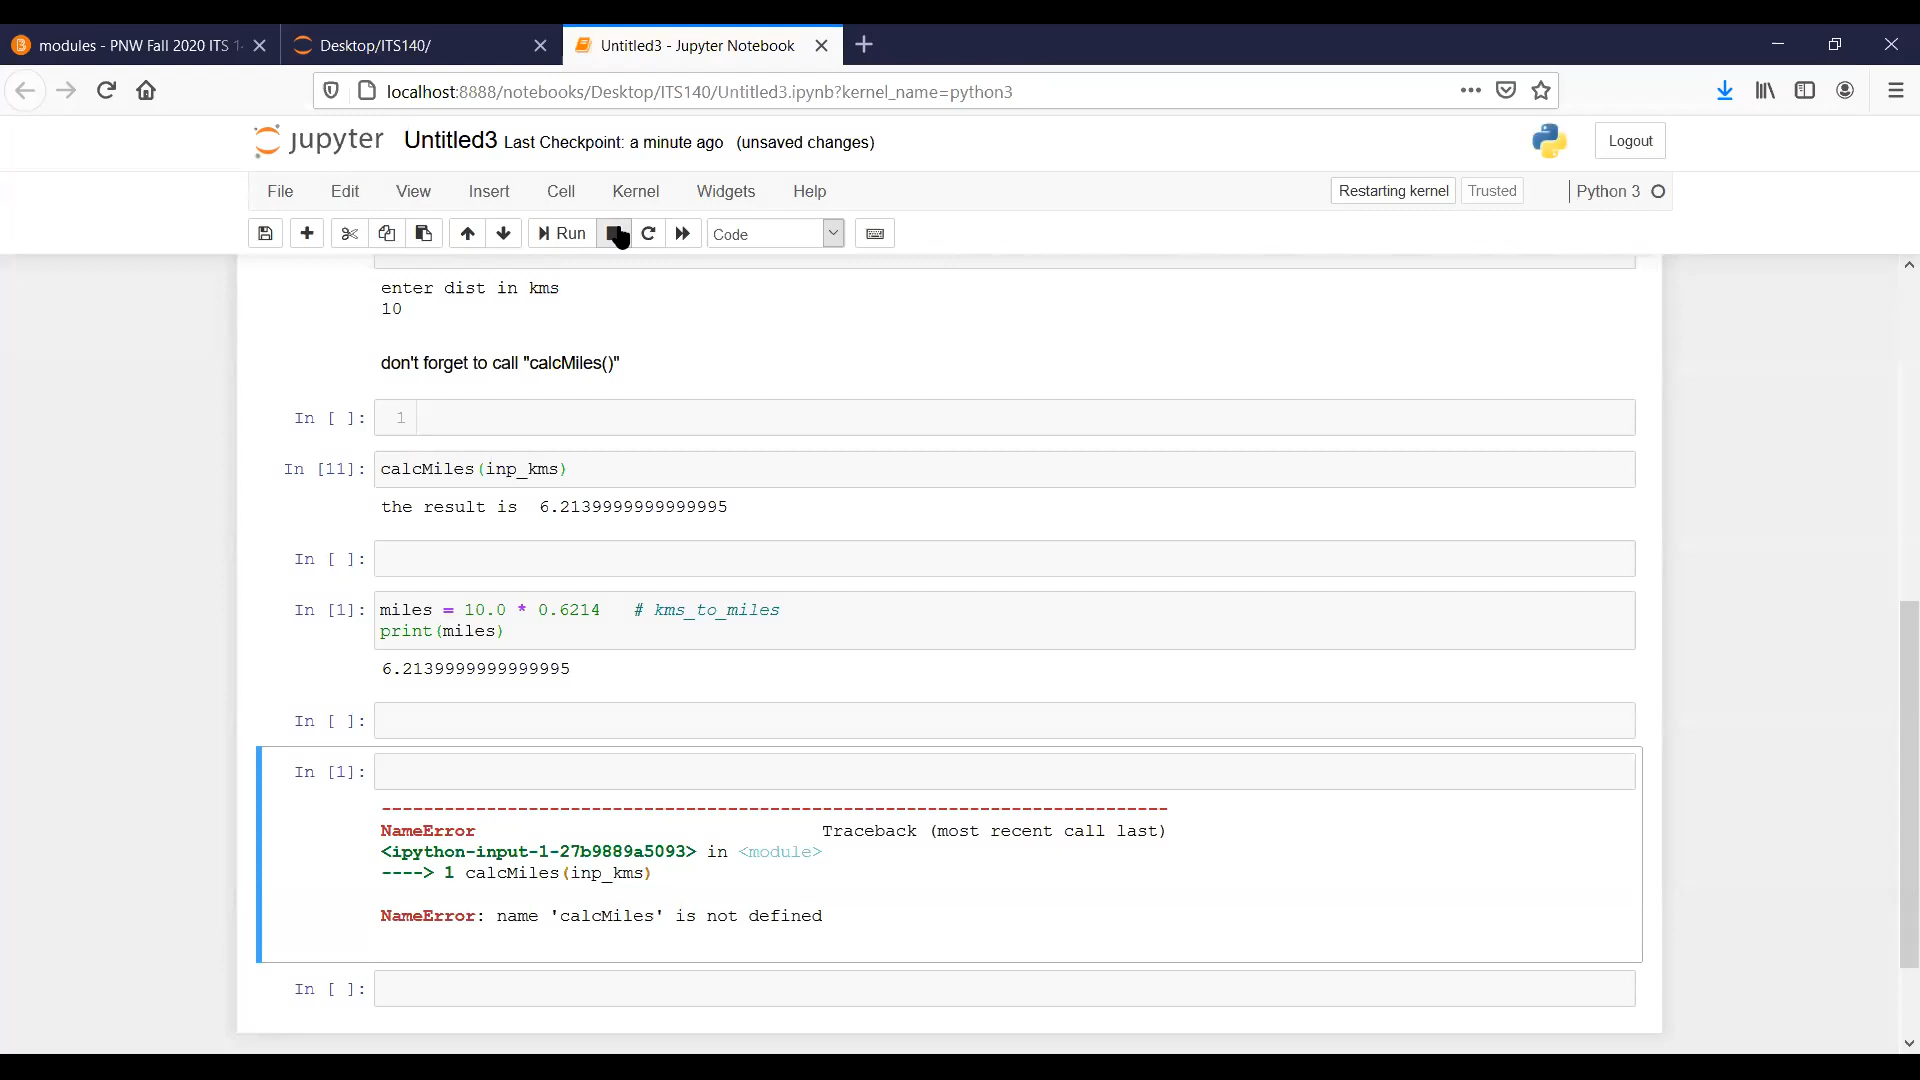 modules - PNW Fall 2020 ITS 1
Desktop/ITS140/
Untitled3 - Jupyter Notebook
localhost:8888/notebooks/Desktop/ITS140/Untitled3.ipynb?kernel_name=python3
jupyter Untitled3 Last Checkpoint: a minute ago (unsaved changes)
Logout
File Edit View Insert Cell Kernel Widgets Help
Restarting kernel Trusted Python 3
Run Code
enter dist in kms
10
don't forget to call "calcMiles()"
In [ ]: 1
In [11]: calcMiles(inp_kms)
the result is  6.2139999999999995
In [ ]:
In [1]: miles = 10.0 * 0.6214   # kms_to_miles
print(miles)
6.2139999999999995
In [ ]:
In [1]:
---------------------------------------------------------------------------
NameError                                 Traceback (most recent call last)
<ipython-input-1-27b9889a5093> in <module>
----> 1 calcMiles(inp_kms)
NameError: name 'calcMiles' is not defined
In [ ]: